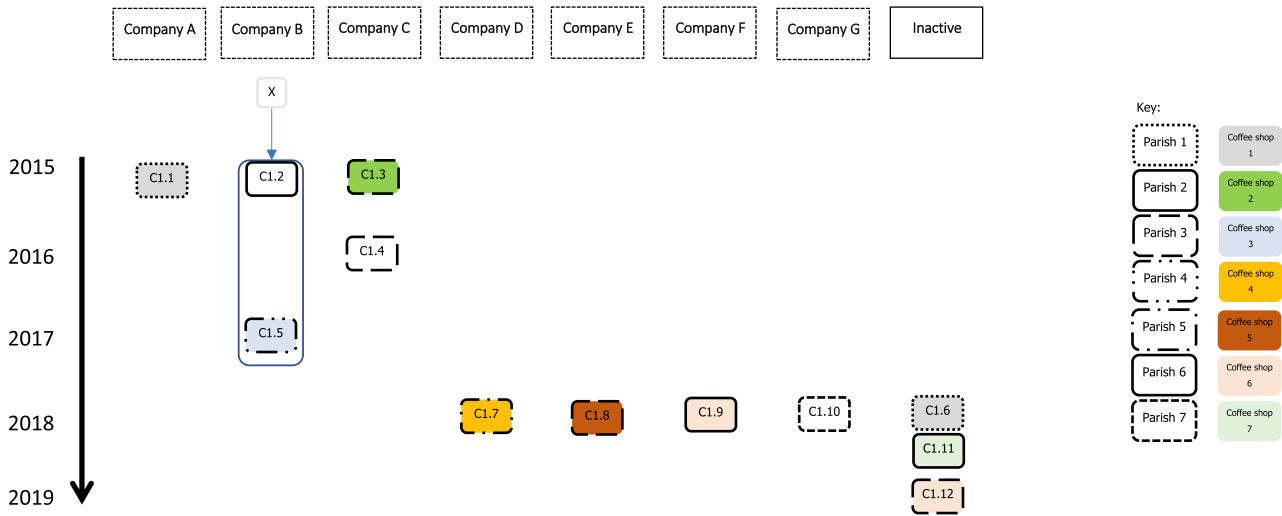 Company A
Company B
Company C
Company D
Company E
Company F
Company G
Inactive
X
Key:
2015
C1.1
C1.2
C1.3
2016
C1.4
2017
C1.5
2018
C1.7
C1.8
C1.9
C1.10
C1.6
C1.11
2019
C1.12
Parish 1
Coffee shop
1
Parish 2
Coffee shop
2
Parish 3
Coffee shop
3
Parish 4
Coffee shop
4
Parish 5
Coffee shop
5
Parish 6
Coffee shop
6
Parish 7
Coffee shop
7